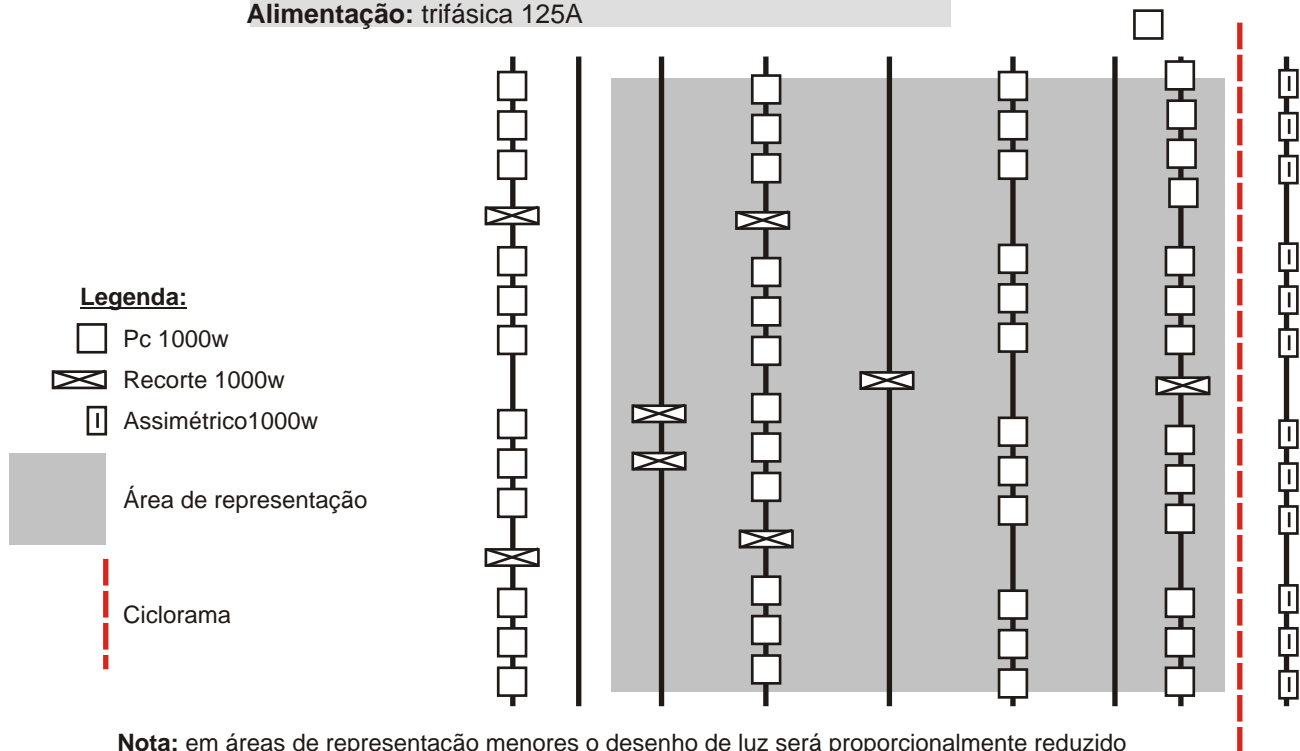 Alimentação: trifásica 125A
Legenda:
Pc 1000w
Recorte 1000w
Assimétrico1000w
Área de representação
Ciclorama
Nota: em áreas de representação menores o desenho de luz será proporcionalmente reduzido